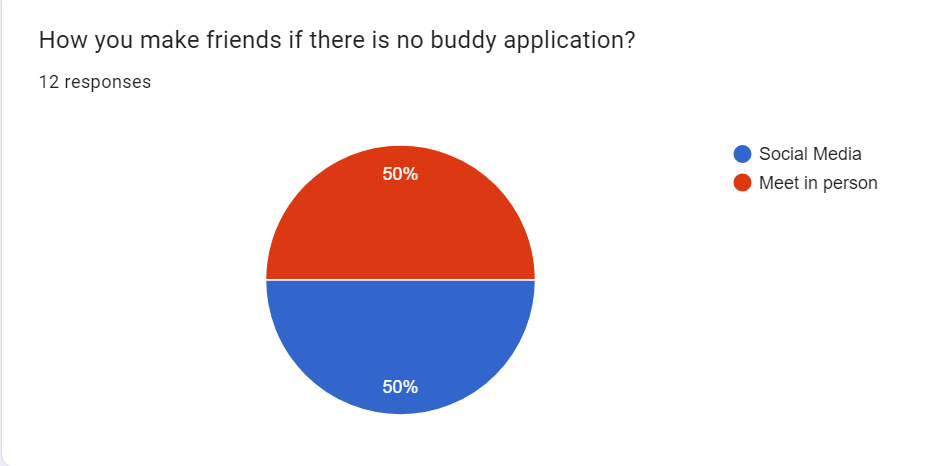 How you make friends if there is no buddy application?
12 responses
50%
50%
Social Media
Meet in person